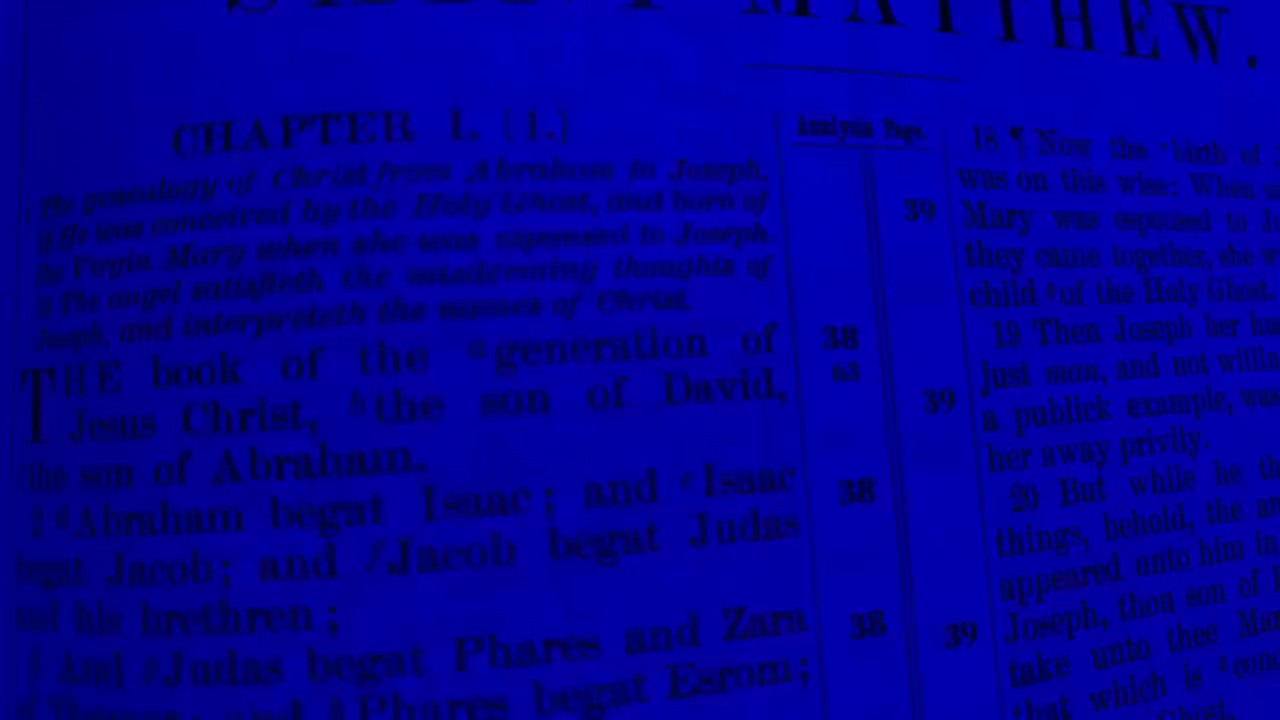 SAINT MATTHEW.
CHAPTER I. [1.]
The genealogy of Christ from Abraham to Joseph.
He was conceived by the Holy Ghost, and born of
the Virgin Mary when she was espoused to Joseph.
The angel satisfieth the misdeeming thoughts of
Joseph, and interpreteth the names of Christ.
THE book of the a generation of
Jesus Christ, b the son of David,
the son of Abraham.
2 d Abraham begat Isaac; and e Isaac
begat Jacob; and f Jacob begat Judas
and his brethren;
3 And g Judas begat Phares and Zara
and h Phares begat Esrom;
Analysis Page.
38
63
38
38
39
39
39
18 ¶ Now the birth of
was on this wise: When
Mary was espoused to
they came together, she
child of the Holy Ghost.
19 Then Joseph her
just man, and not
a publick example, was
her away privily.
20 But while he
things, behold, the
appeared unto him in
Joseph, thou son of
take unto thee
that which is
Ghost.